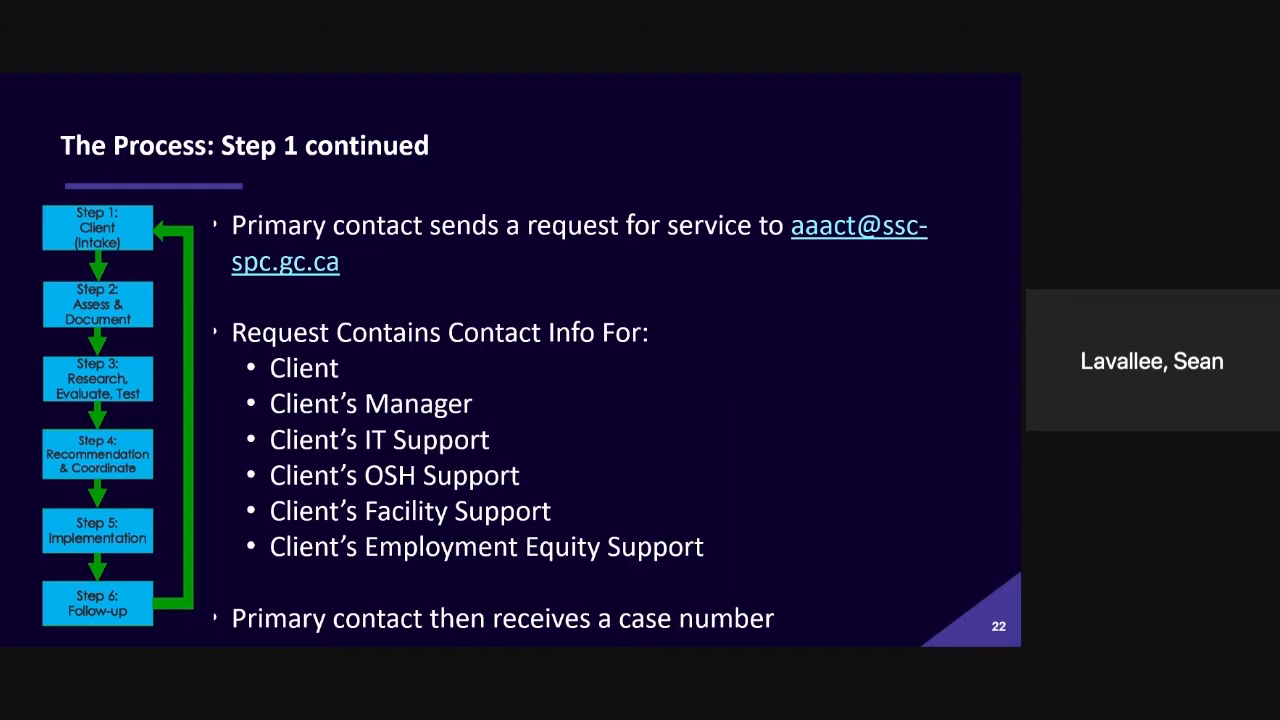 The Process: Step 1 continued
Step 1:
Client
(Intake)
Step 2:
Assess &
Document
Step 3:
Research,
Evaluate, Test
Step 4:
Recommendation
& Coordinate
Step 5:
Implementation
Step 6:
Follow-up
Primary contact sends a request for service to aaact@ssc-
spc.gc.ca
Request Contains Contact Info For:
• Client
• Client’s Manager
• Client’s IT Support
• Client’s OSH Support
• Client’s Facility Support
• Client’s Employment Equity Support
Primary contact then receives a case number
22
Lavallee, Sean